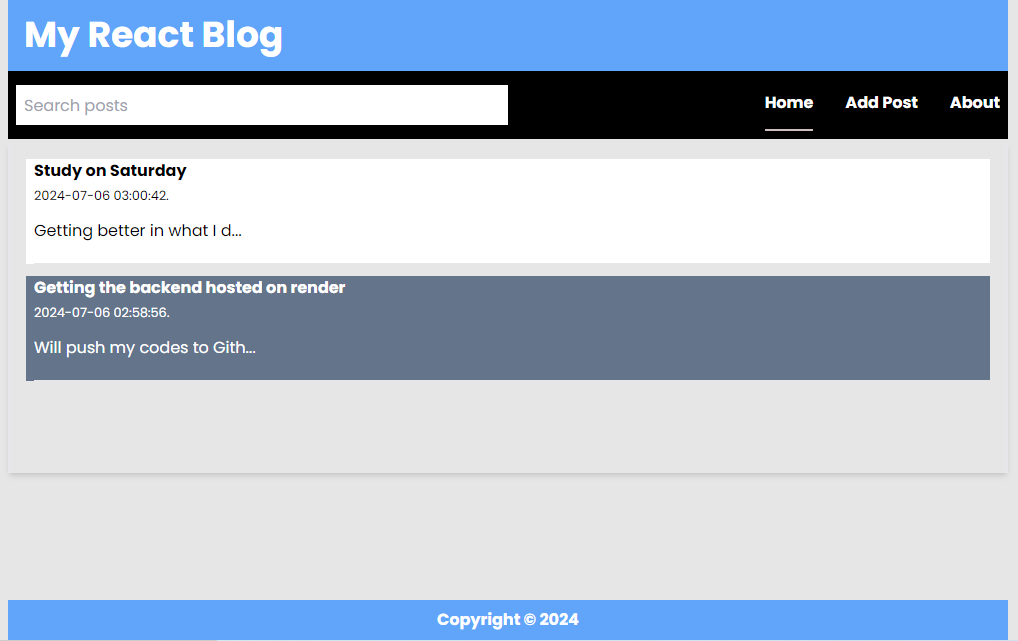 My React Blog
Search posts
Home Add Post About
Study on Saturday
2024-07-06 03:00:42.
Getting better in what I d...
Getting the backend hosted on render
2024-07-06 02:58:56.
Will push my codes to Gith...
Copyright © 2024